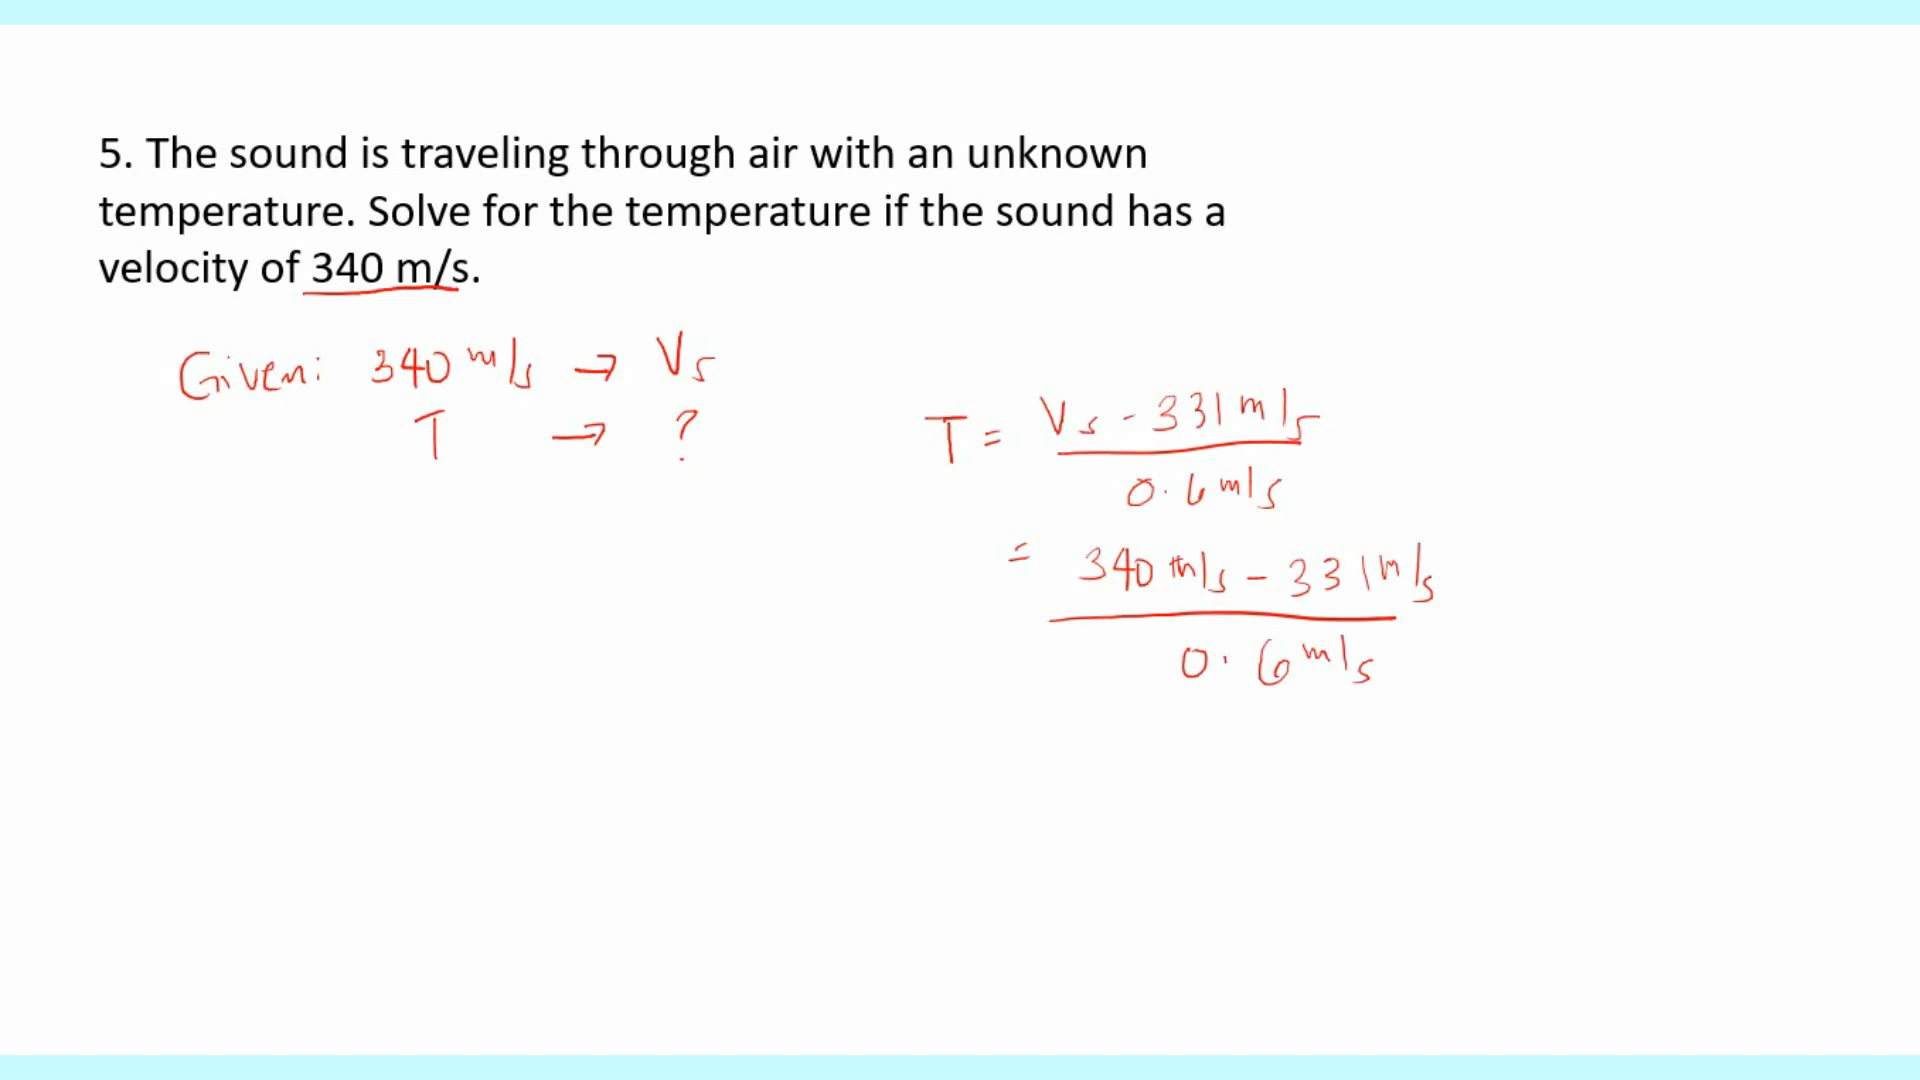 5. The sound is traveling through air with an unknown
temperature. Solve for the temperature if the sound has a
velocity of 340 m/s.
Given: 340 m/s → Vs
T → ?
T = Vs - 331 m/s
0.6 m/s
= 340 m/s - 331 m/s
0.6 m/s